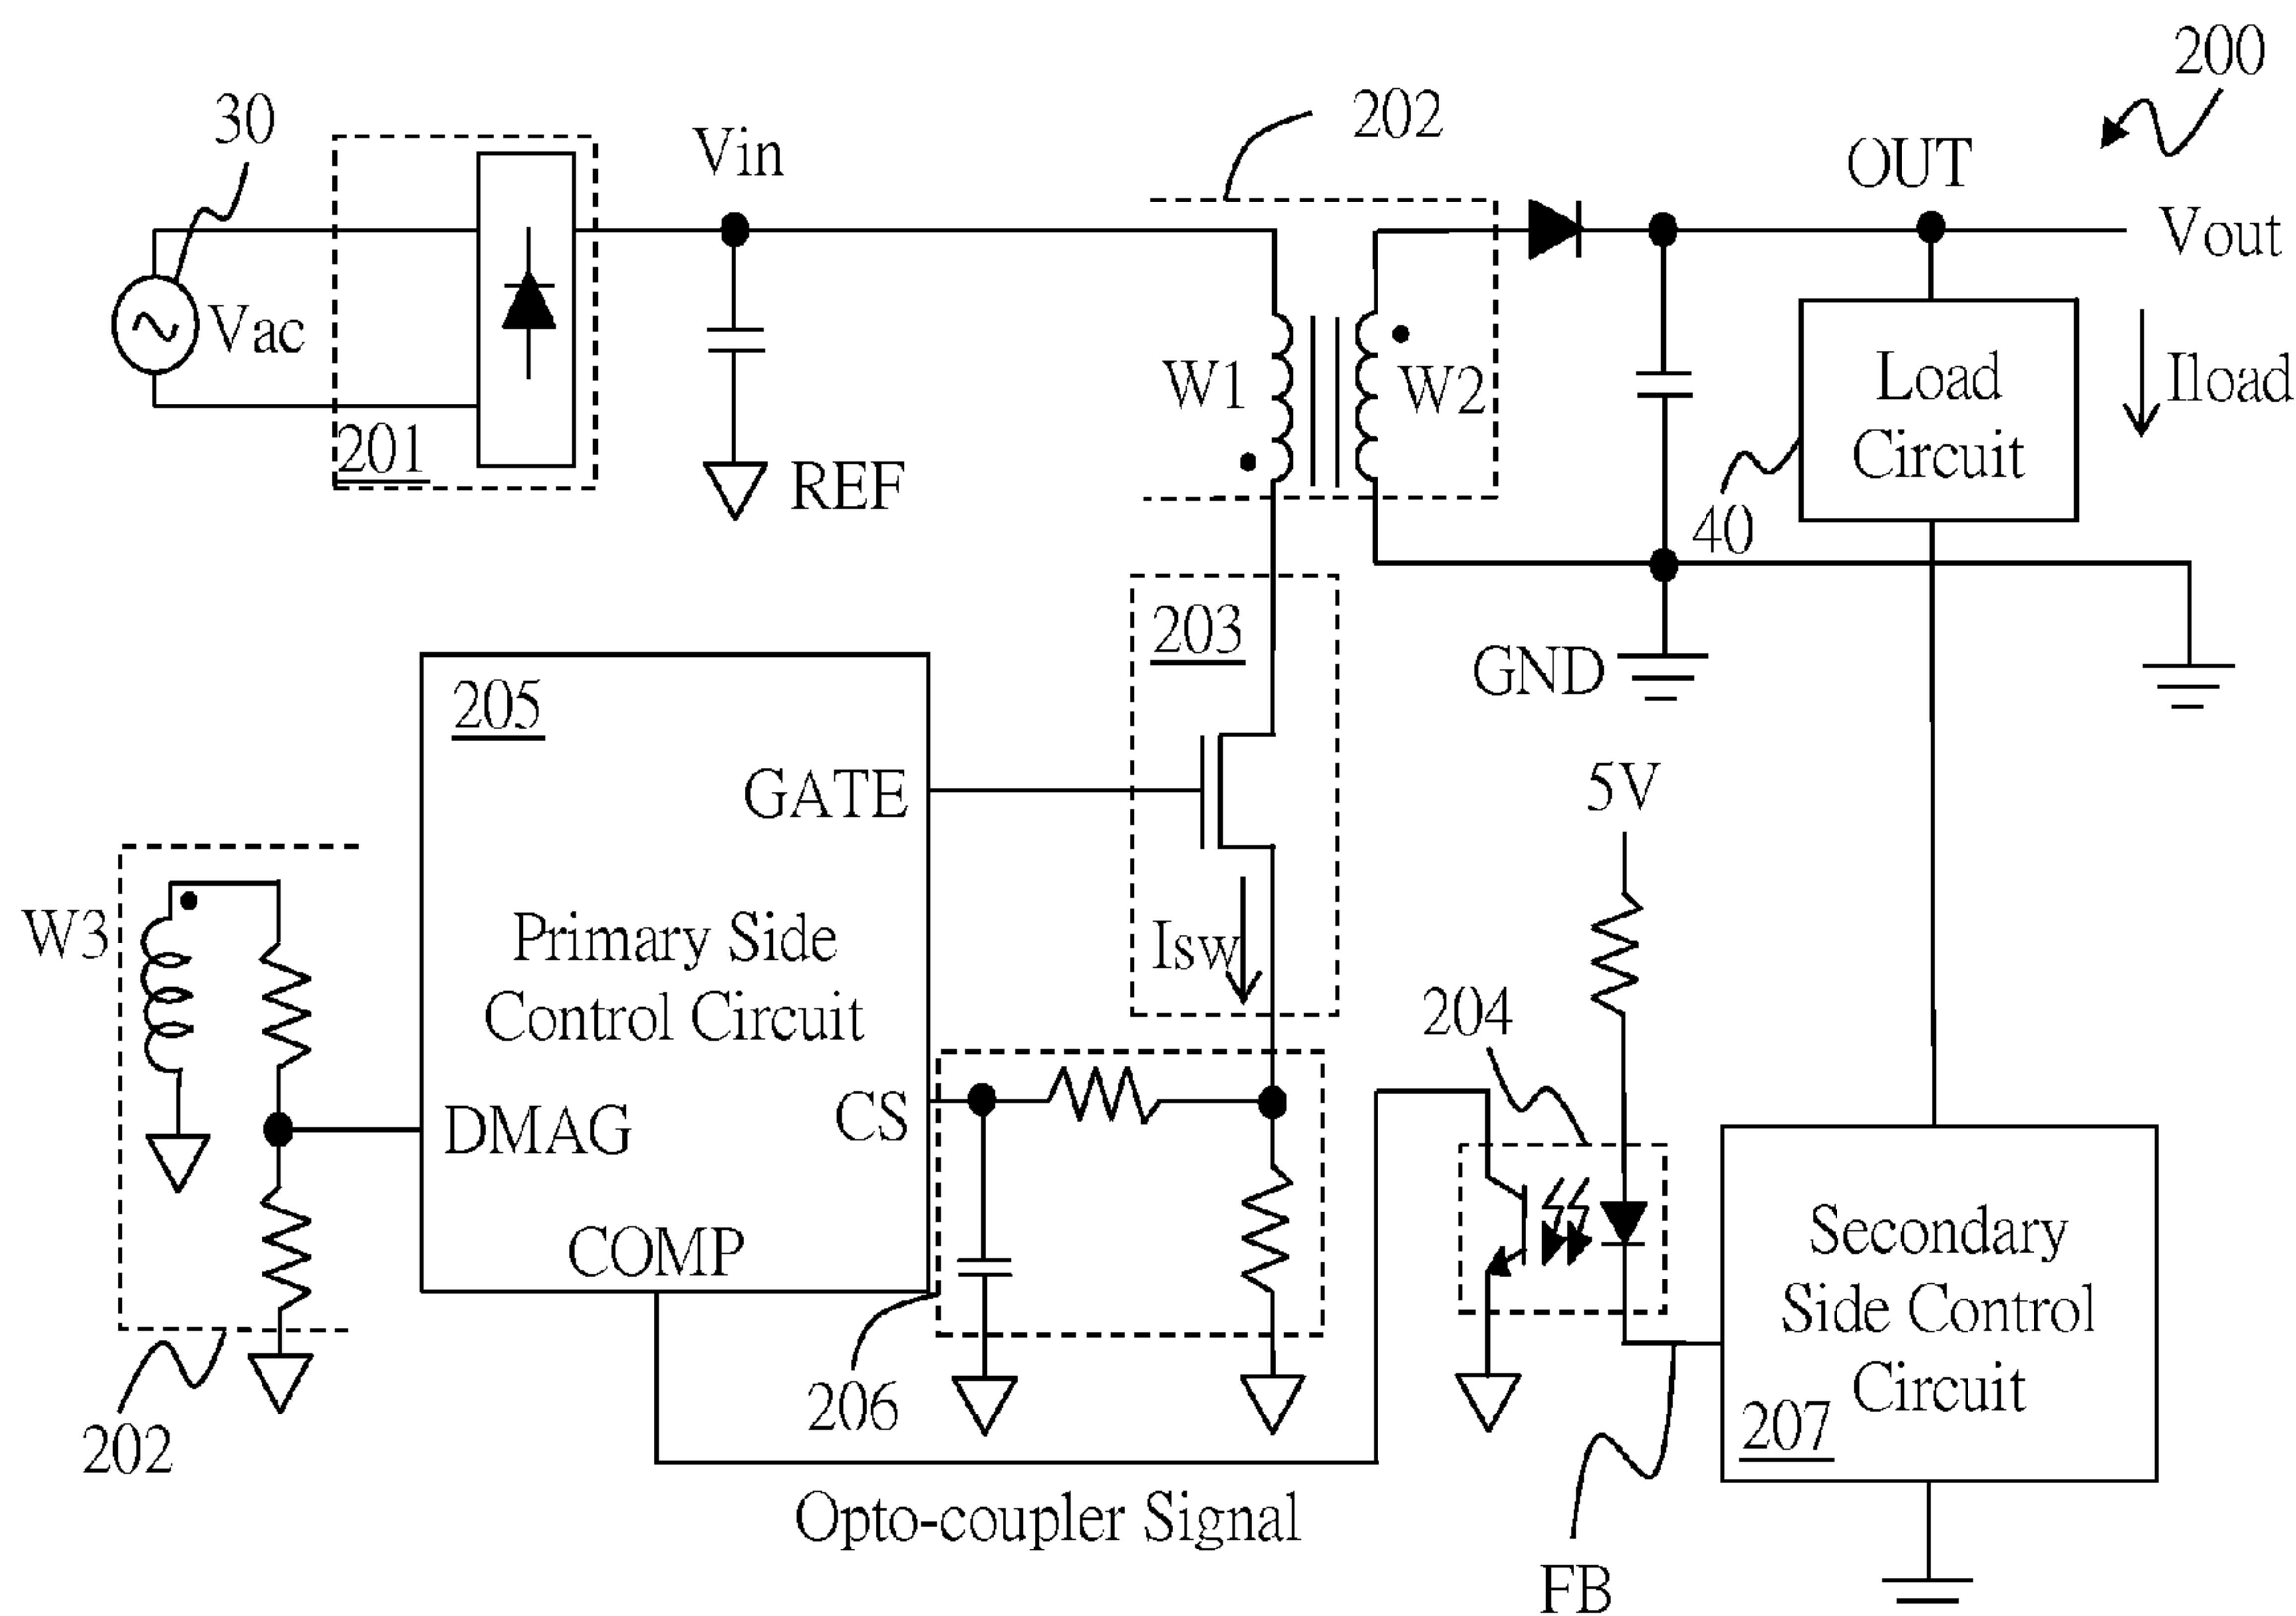 200
30
202
Vin
OUT
Vout
Vac
W1
W2
Load
Circuit
Iload
201
REF
40
203
GND
205
GATE
5V
W3
Primary Side
Control Circuit
Isw
204
CS
DMAG
COMP
Secondary
Side Control
Circuit
206
207
202
Opto-coupler Signal
FB